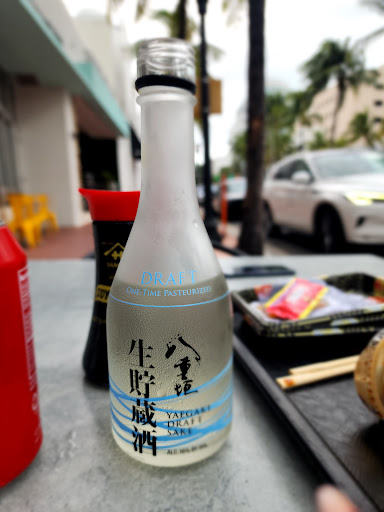 DRAFT
ONE-TIME PASTEURIZED
八重垣
生貯蔵酒
YAEGAKI
DRAFT
SAKE